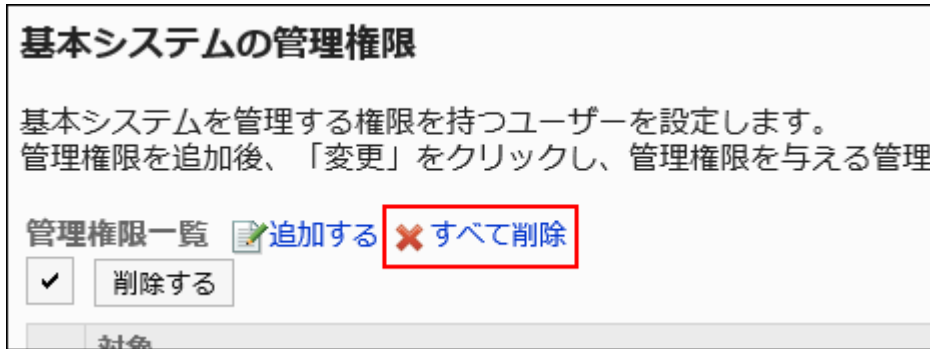 基本システムの管理権限
基本システムを管理する権限を持つユーザーを設定します。
管理権限を追加後、「変更」をクリックし、管理権限を与える管理
管理権限一覧 追加する すべて削除
削除する
対象